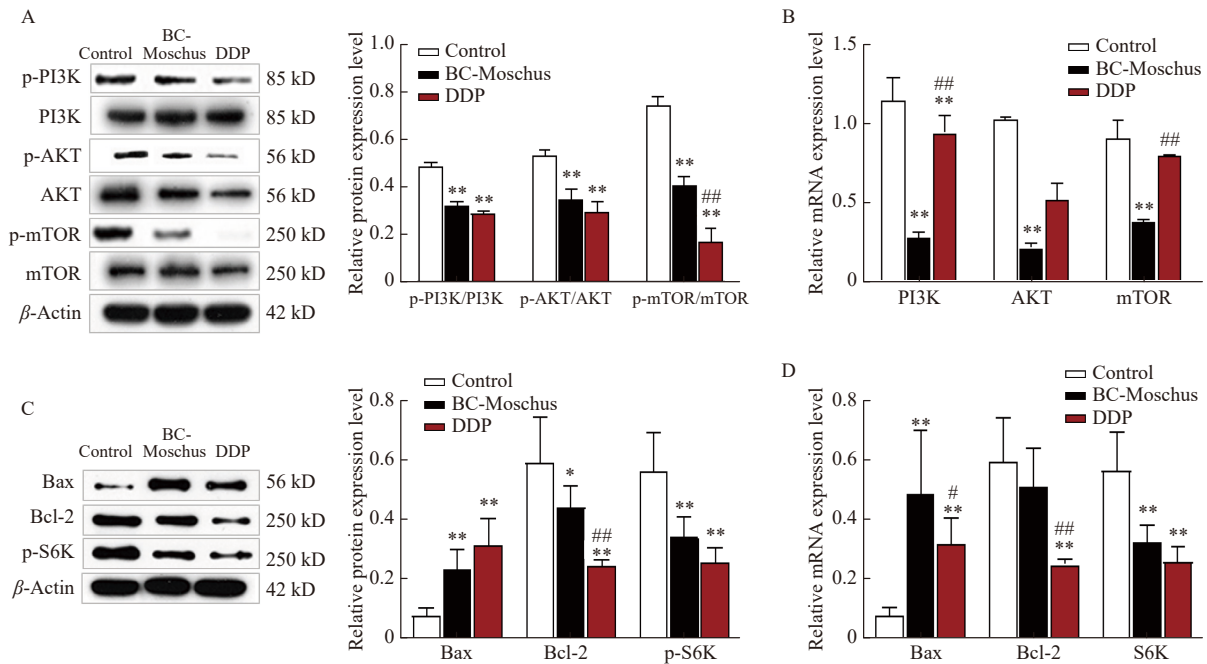 A
BC-
Control Moschus DDP
p-PI3K 85 kD
PI3K 85 kD
p-AKT 56 kD
AKT 56 kD
p-mTOR 250 kD
mTOR 250 kD
β-Actin 42 kD
Relative protein expression level
1.0
0.8
0.6
0.4
0.2
0
Control
BC-Moschus
DDP
** **
** **
** ##
**
p-PI3K/PI3K p-AKT/AKT p-mTOR/mTOR
B
Relative mRNA expression level
1.5
1.0
0.5
0
Control
BC-Moschus
DDP
** ##
**
**
** ##
PI3K AKT mTOR
C
BC-
Control Moschus DDP
Bax 56 kD
Bcl-2 250 kD
p-S6K 250 kD
β-Actin 42 kD
Relative protein expression level
0.8
0.6
0.4
0.2
0
Control
BC-Moschus
DDP
** **
* ##
**
** **
Bax Bcl-2 p-S6K
D
Relative mRNA expression level
0.8
0.6
0.4
0.2
0
Control
BC-Moschus
DDP
** #
**
##
**
** **
Bax Bcl-2 S6K